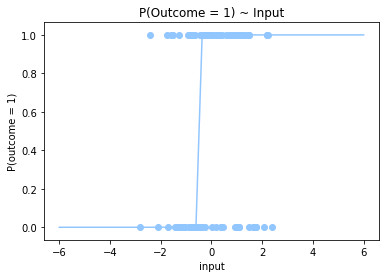 P(Outcome = 1) ~ Input
1.0
0.8
0.6
0.4
0.2
0.0
P(outcome = 1)
−6 −4 −2 0 2 4 6
input